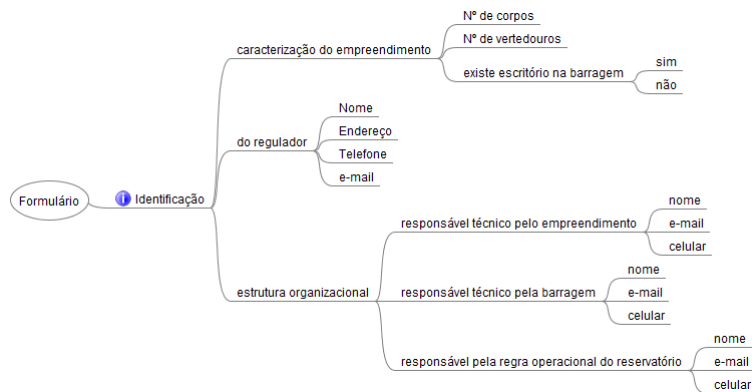 Formulário
Identificação
caracterização do empreendimento
Nº de corpos
Nº de vertedouros
existe escritório na barragem
sim
não
do regulador
Nome
Endereço
Telefone
e-mail
estrutura organizacional
responsável técnico pelo empreendimento
nome
e-mail
celular
responsável técnico pela barragem
nome
e-mail
celular
responsável pela regra operacional do reservatório
nome
e-mail
celular